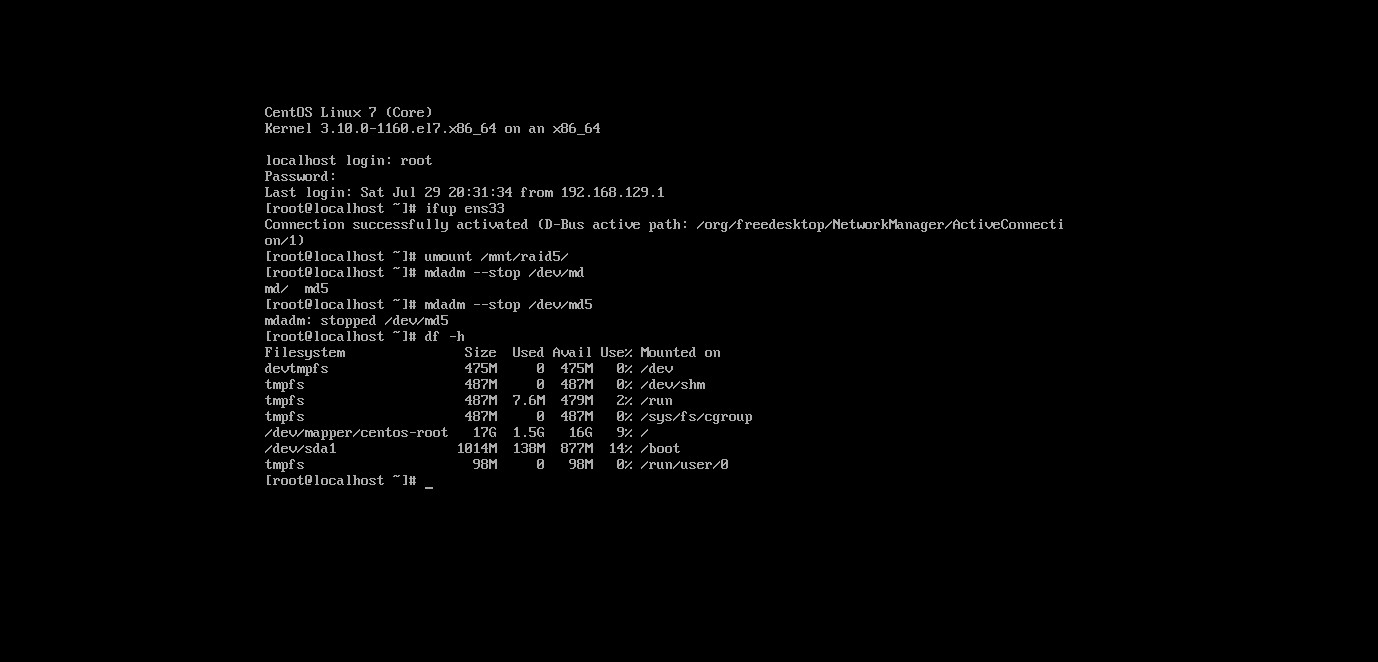 CentOS Linux 7 (Core)
Kernel 3.10.0-1160.el7.x86_64 on an x86_64
localhost login: root
Password:
Last login: Sat Jul 29 20:31:34 from 192.168.129.1
[root@localhost ~]# ifup ens33
Connection successfully activated (D-Bus active path: /org/freedesktop/NetworkManager/ActiveConnecti
on/1)
[root@localhost ~]# umount /mnt/raid5/
[root@localhost ~]# mdadm --stop /dev/md
md/  md5
[root@localhost ~]# mdadm --stop /dev/md5
mdadm: stopped /dev/md5
[root@localhost ~]# df -h
Filesystem               Size  Used Avail Use% Mounted on
devtmpfs                 475M     0  475M   0% /dev
tmpfs                    487M     0  487M   0% /dev/shm
tmpfs                    487M  7.6M  479M   2% /run
tmpfs                    487M     0  487M   0% /sys/fs/cgroup
/dev/mapper/centos-root   17G  1.5G   16G   9% /
/dev/sda1               1014M  138M  877M  14% /boot
tmpfs                     98M     0   98M   0% /run/user/0
[root@localhost ~]# _